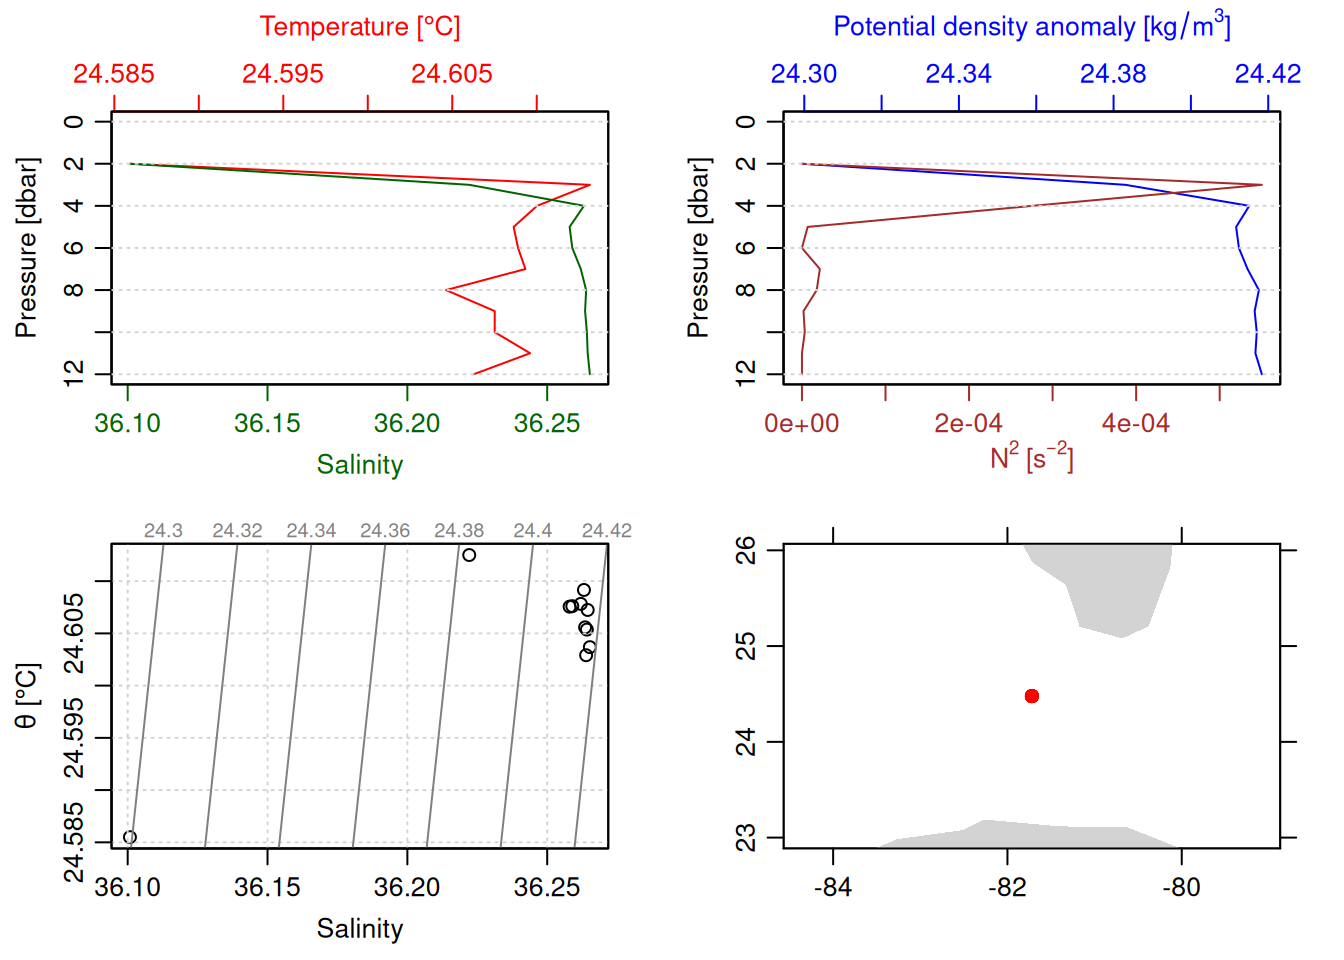 Temperature [°C]
24.585 24.595 24.605
Pressure [dbar]
0
2
4
6
8
12
36.10 36.15 36.20 36.25
Salinity
Potential density anomaly [kg/m³]
24.30 24.34 24.38 24.42
Pressure [dbar]
0
2
4
6
8
12
0e+00 2e-04 4e-04
N² [s⁻²]
24.3 24.32 24.34 24.36 24.38 24.4 24.42
θ [°C]
24.605
24.595
24.585
36.10 36.15 36.20 36.25
Salinity
26
25
24
23
-84 -82 -80